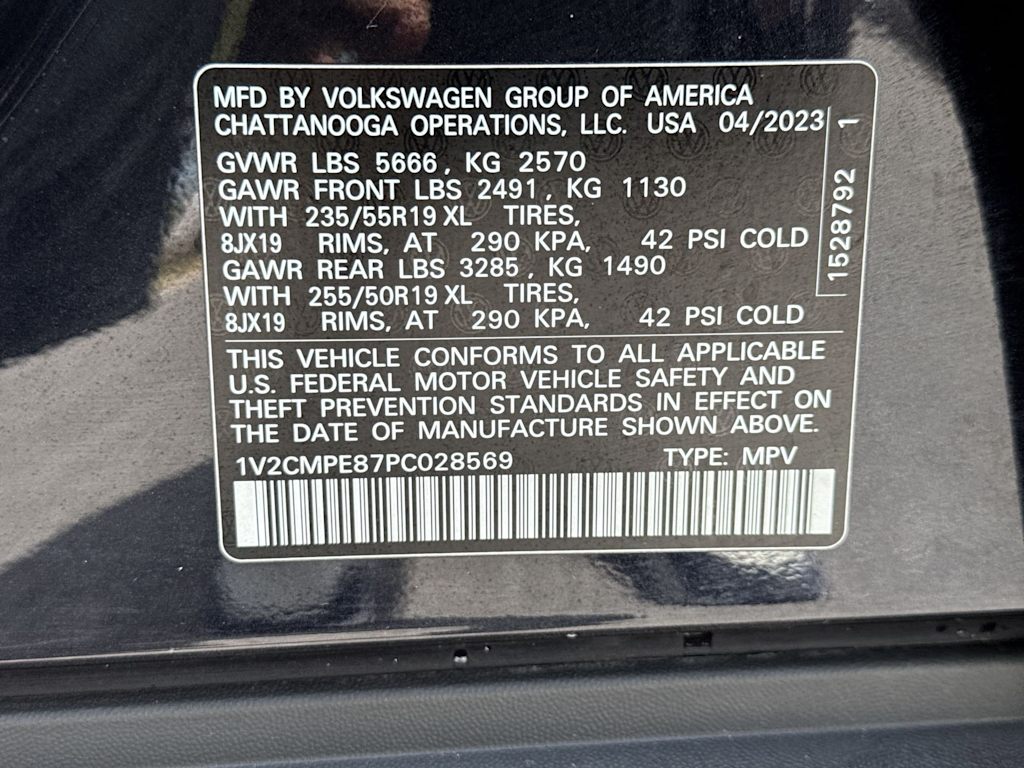 MFD BY VOLKSWAGEN GROUP OF AMERICA
CHATTANOOGA OPERATIONS, LLC. USA 04/2023
GVWR LBS 5666, KG 2570
GAWR FRONT LBS 2491, KG 1130
WITH 235/55R19 XL TIRES,
8JX19 RIMS, AT 290 KPA, 42 PSI COLD
GAWR REAR LBS 3285, KG 1490
WITH 255/50R19 XL TIRES,
8JX19 RIMS, AT 290 KPA, 42 PSI COLD
1528792 1
THIS VEHICLE CONFORMS TO ALL APPLICABLE
U.S. FEDERAL MOTOR VEHICLE SAFETY AND
THEFT PREVENTION STANDARDS IN EFFECT ON
THE DATE OF MANUFACTURE SHOWN ABOVE.
1V2CMPE87PC028569 TYPE: MPV